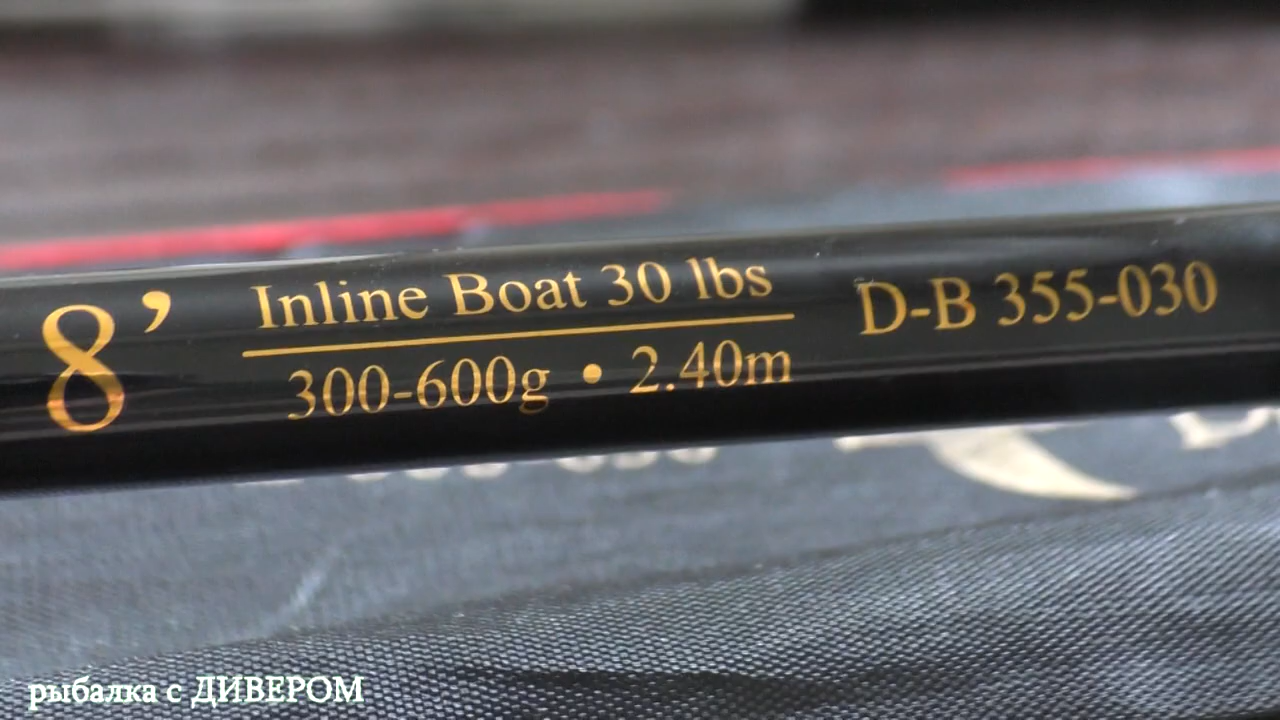 8’
Inline Boat 30 lbs
300-600g • 2.40m
D-B 355-030
рыбалка с ДИВЕРОМ